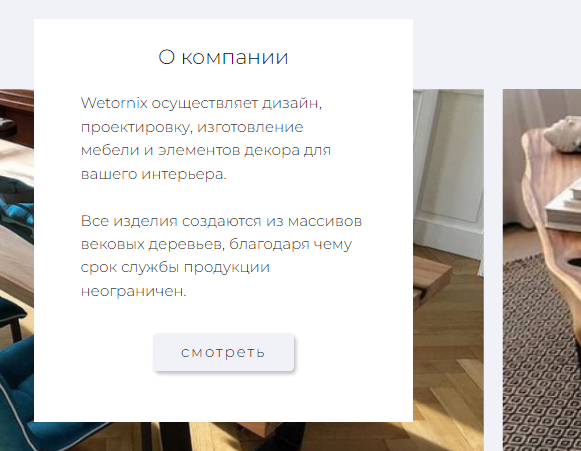 О компании
Wetornix осуществляет дизайн,
проектировку, изготовление
мебели и элементов декора для
вашего интерьера.
Все изделия создаются из массивов
вековых деревьев, благодаря чему
срок службы продукции
неограничен.
смотреть